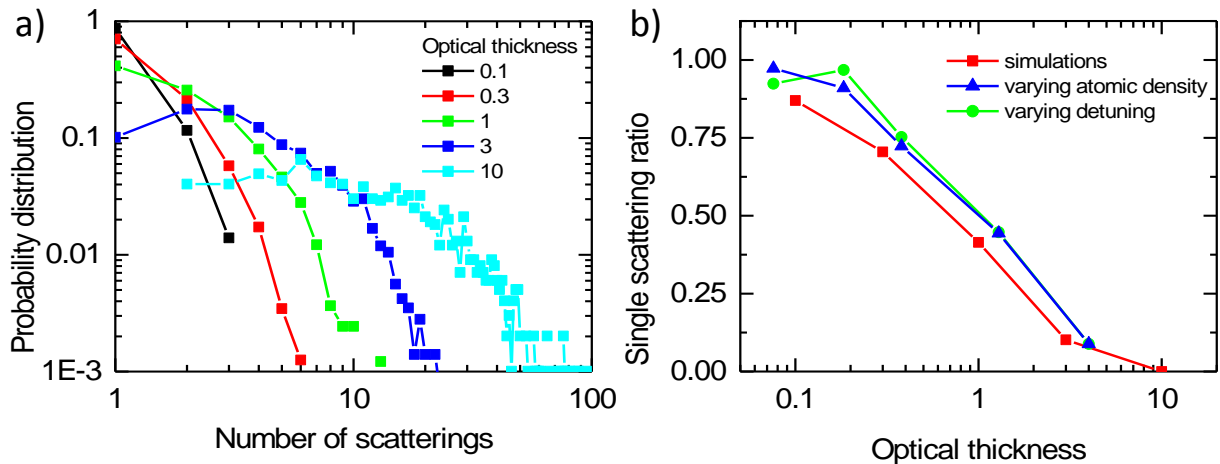 a)
Probability distribution
1
0.1
0.01
1E-3
Optical thickness
0.1
0.3
1
3
10
1
10
100
Number of scatterings
b)
Single scattering ratio
1.00
0.75
0.50
0.25
0.00
simulations
varying atomic density
varying detuning
0.1
1
10
Optical thickness